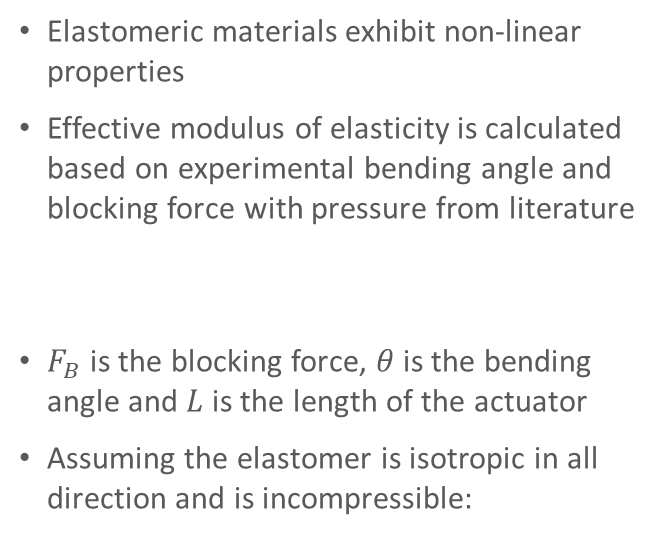 • Elastomeric materials exhibit non-linear
properties
• Effective modulus of elasticity is calculated
based on experimental bending angle and
blocking force with pressure from literature
• F_B is the blocking force, θ is the bending
angle and L is the length of the actuator
• Assuming the elastomer is isotropic in all
direction and is incompressible: